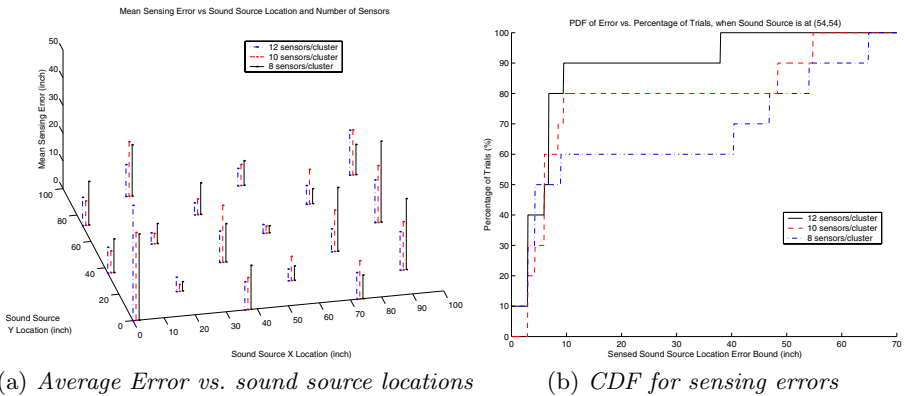 Mean Sensing Error vs Sound Source Location and Number of Sensors
12 sensors/cluster
10 sensors/cluster
8 sensors/cluster
Mean Sensing Error (inch)
50
40
30
20
10
0
100
80
60
40
20
0
0
10
20
30
40
50
60
70
80
90
100
Sound Source
Y Location (inch)
Sound Source X Location (inch)
(a) Average Error vs. sound source locations
PDF of Error vs. Percentage of Trials, when Sound Source is at (54,54)
Percentage of Trials (%)
100
90
80
70
60
50
40
30
20
10
0
12 sensors/cluster
10 sensors/cluster
8 sensors/cluster
0
10
20
30
40
50
60
70
Sensed Sound Source Location Error Bound (inch)
(b) CDF for sensing errors